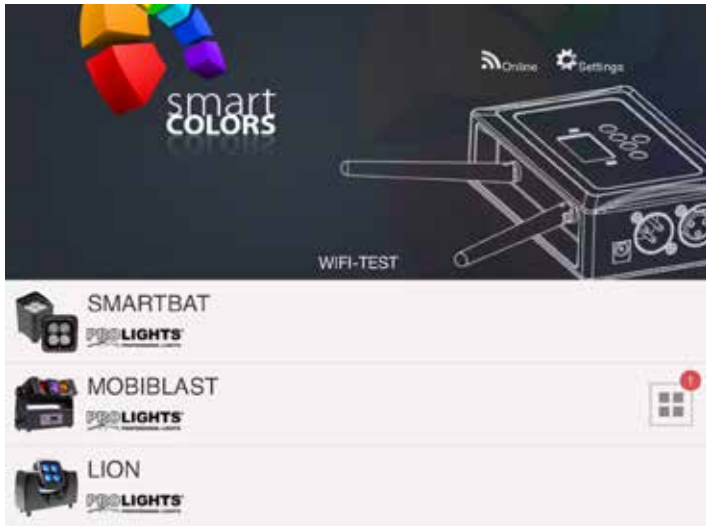 smart
COLORS
Online Settings
WIFI-TEST
SMARTBAT
PROLIGHTS
MOBIBLAST
PROLIGHTS
1
LION
PROLIGHTS